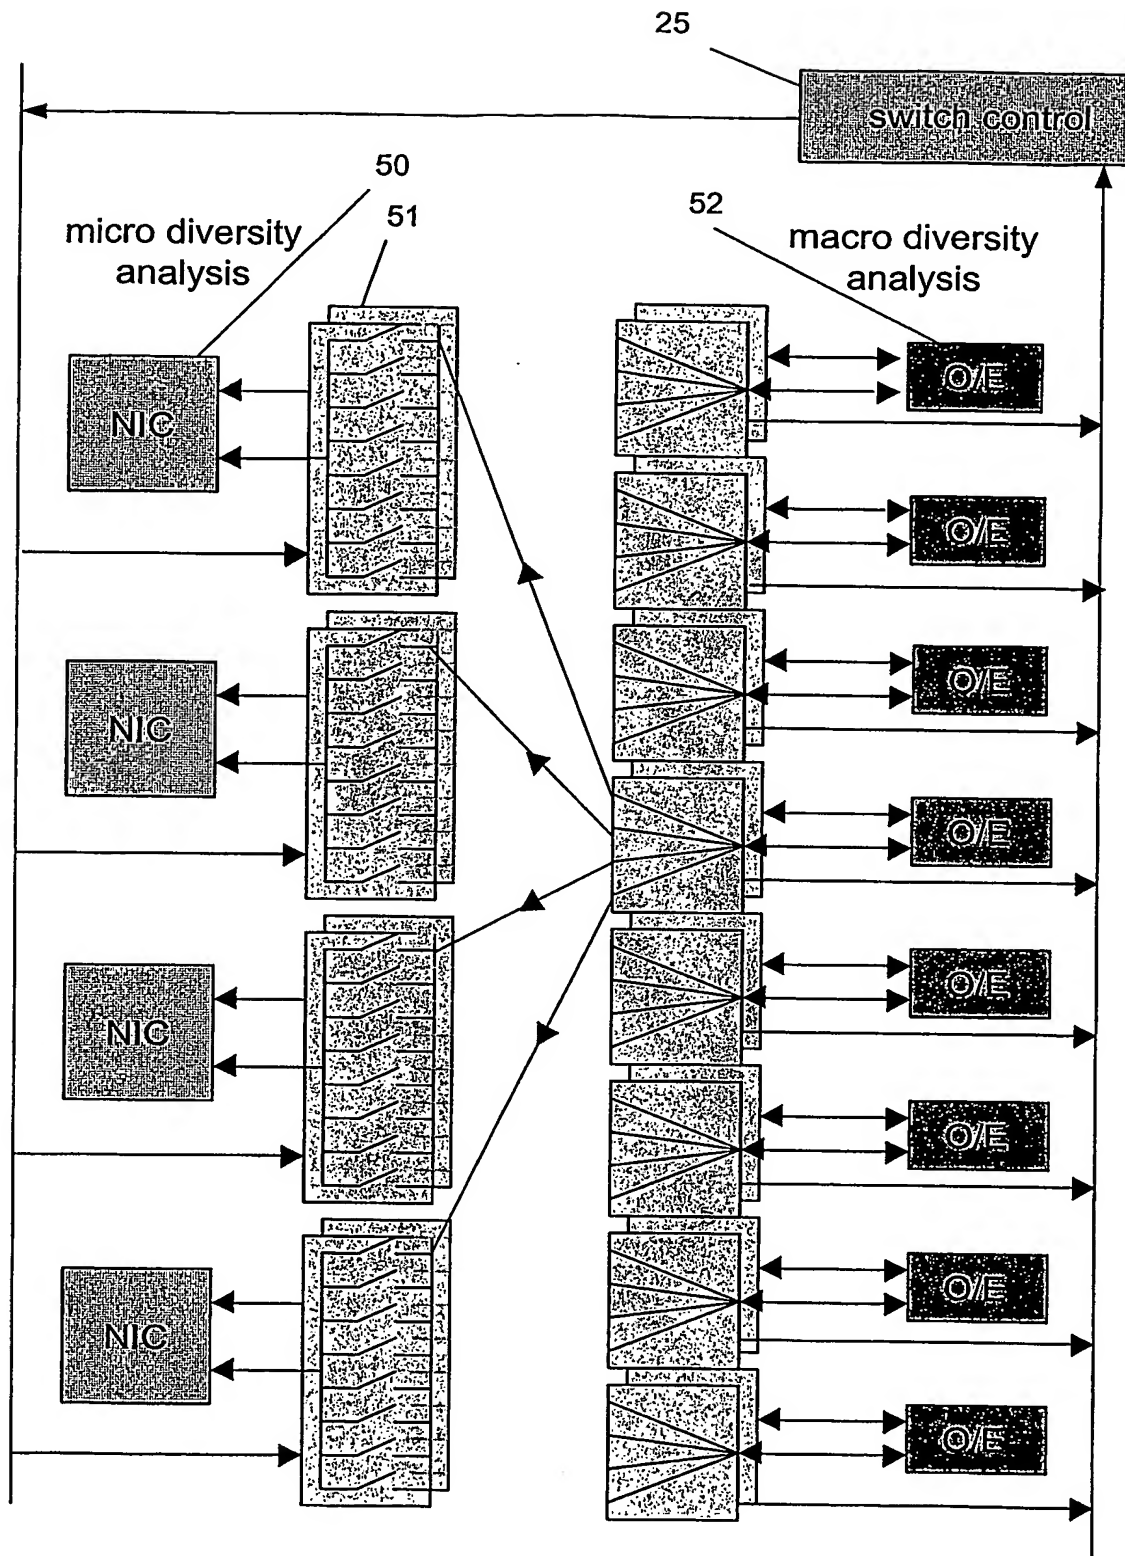 25
switch control
50
51
52
micro diversity
analysis
macro diversity
analysis
NIC
O/E
O/E
NIC
O/E
O/E
NIC
O/E
O/E
NIC
O/E
O/E